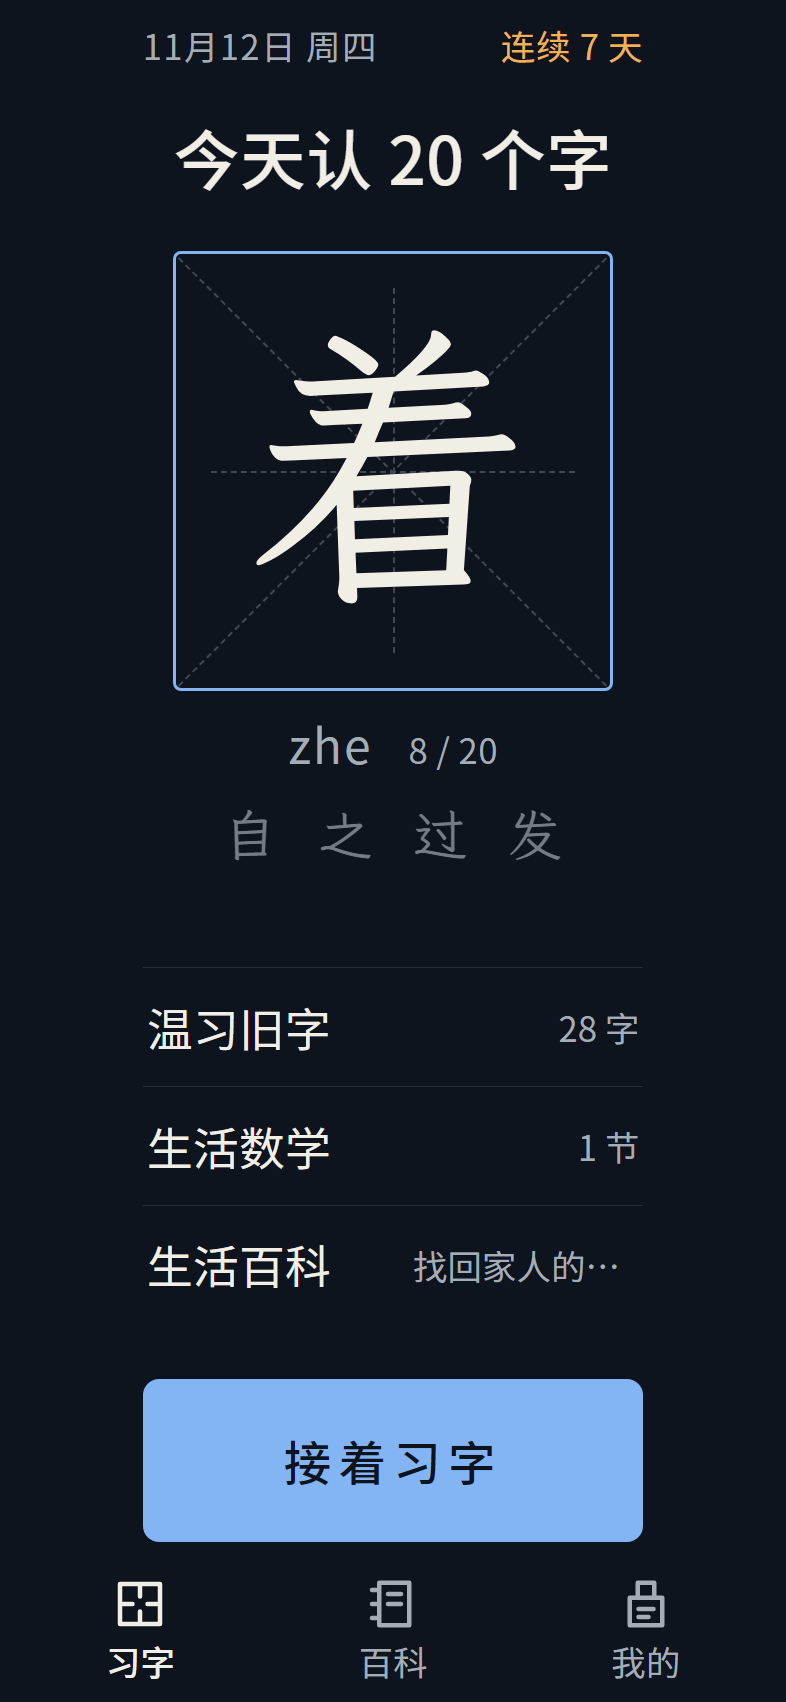 11月12日 周四 连续 7 天
今天认 20 个字
着
zhe 8 / 20
自 之 过 发
温习旧字 28 字
生活数学 1 节
生活百科 找回家人的…
接着习字
习字 百科 我的